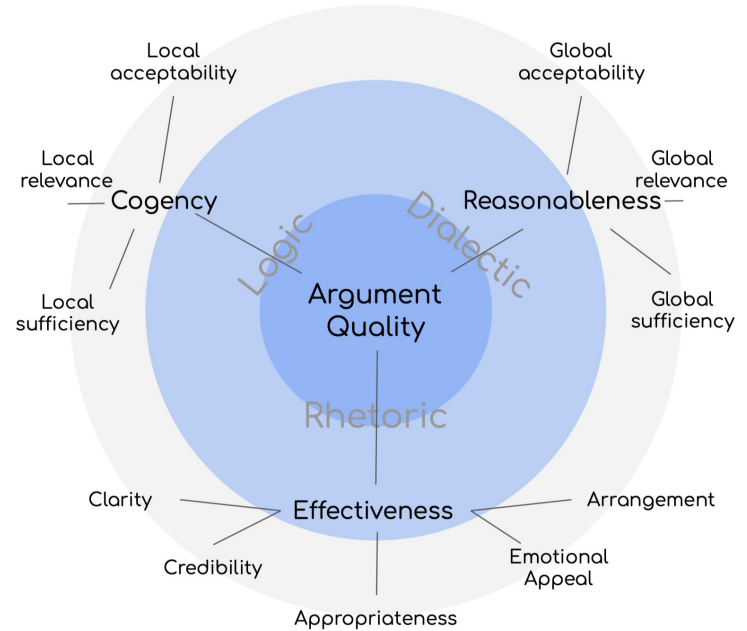 Local
acceptability
Global
acceptability
Local
relevance
Global
relevance
Cogency
Reasonableness
Logic
Dialectic
Argument
Quality
Local
sufficiency
Global
sufficiency
Rhetoric
Clarity
Effectiveness
Arrangement
Credibility
Emotional
Appeal
Appropriateness